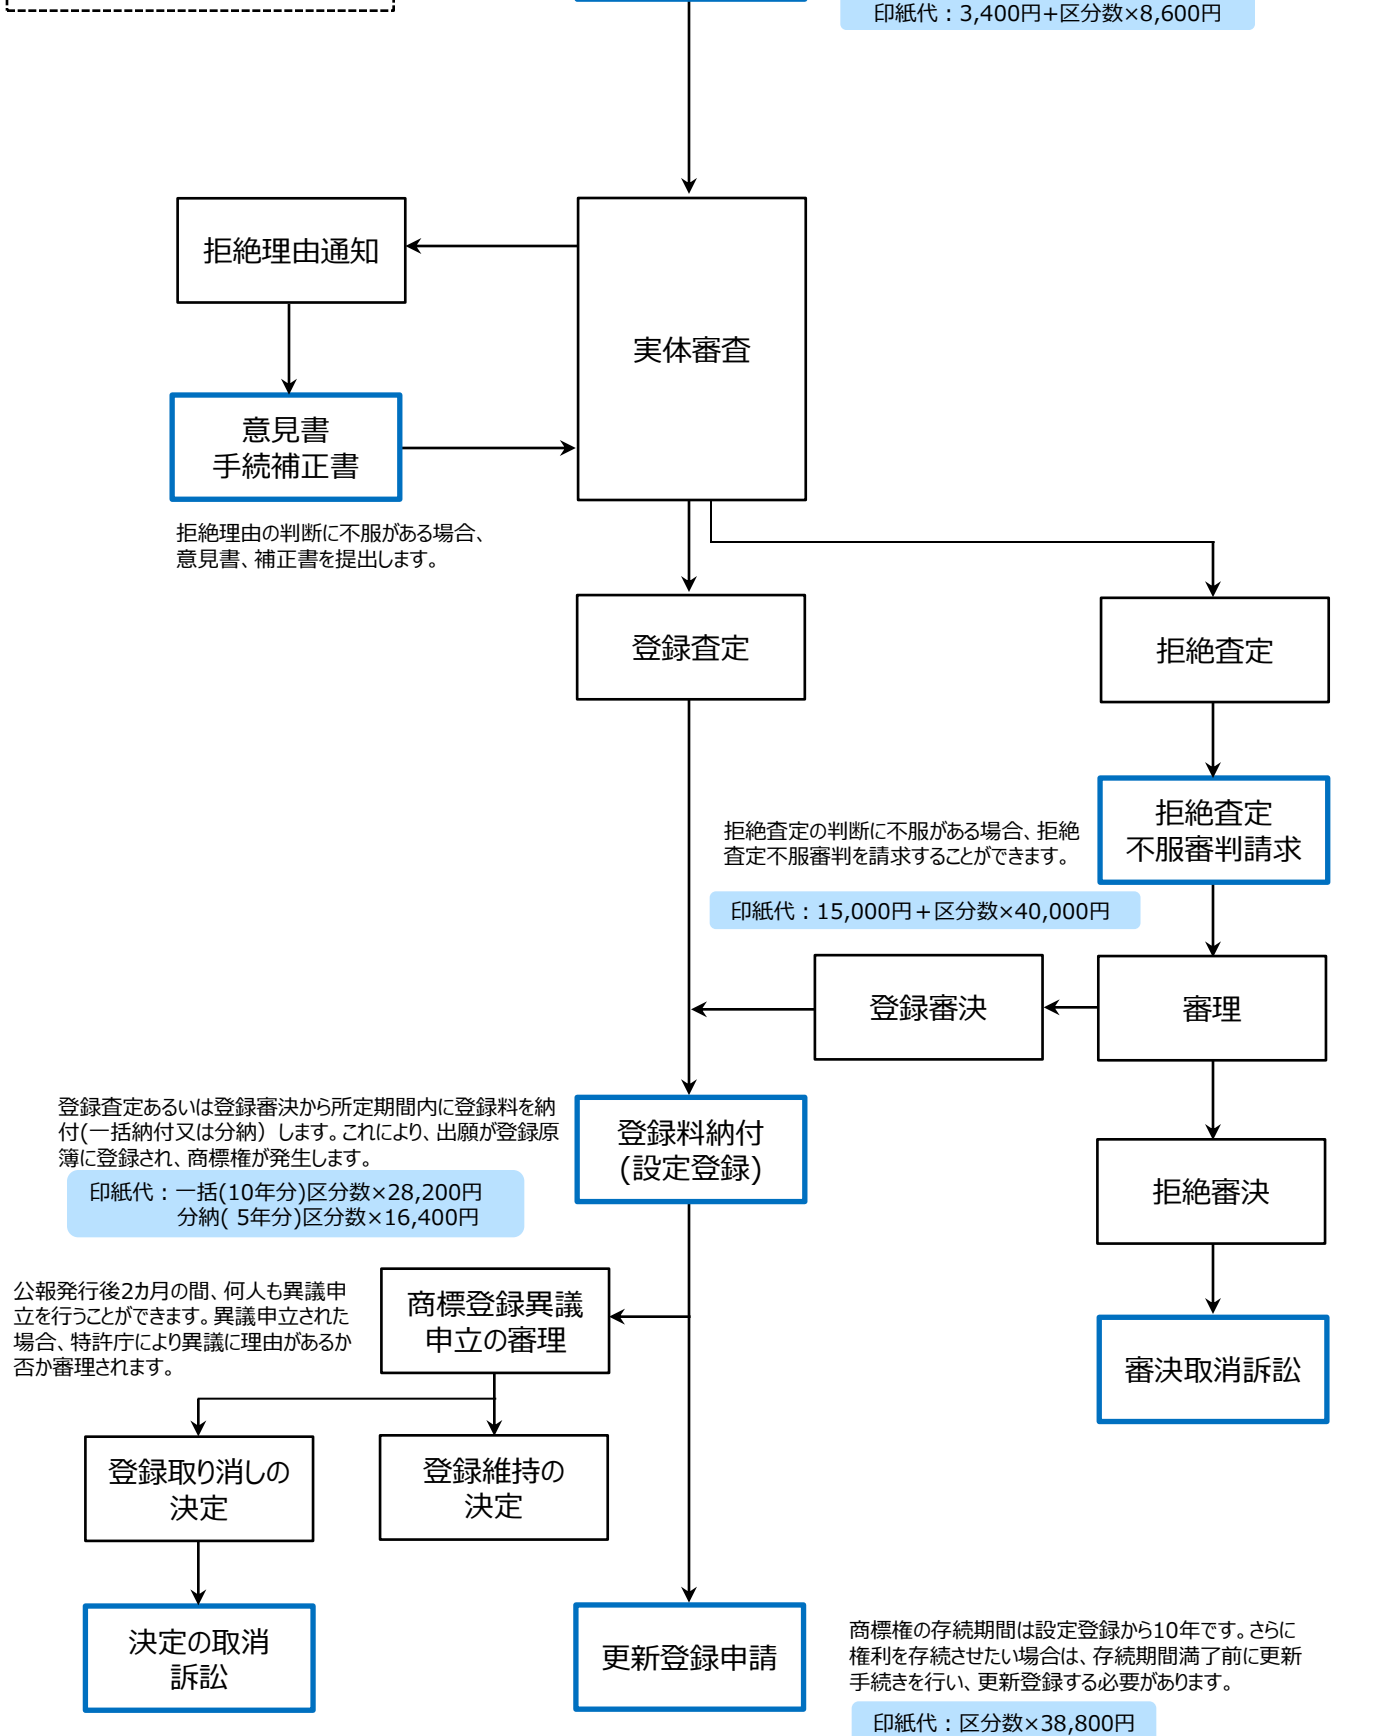 印紙代：3,400円+区分数×8,600円
拒絶理由通知
実体審査
意見書
手続補正書
拒絶理由の判断に不服がある場合、
意見書、補正書を提出します。
登録査定
拒絶査定
拒絶査定
不服審判請求
拒絶査定の判断に不服がある場合、拒絶
査定不服審判を請求することができます。
印紙代：15,000円＋区分数×40,000円
登録審決
審理
登録査定あるいは登録審決から所定期間内に登録料を納
付(一括納付又は分納）します。これにより、出願が登録原
簿に登録され、商標権が発生します。
印紙代：一括(10年分)区分数×28,200円
分納( 5年分)区分数×16,400円
登録料納付
(設定登録)
拒絶審決
公報発行後2カ月の間、何人も異議申
立を行うことができます。異議申立された
場合、特許庁により異議に理由があるか
否か審理されます。
商標登録異議
申立の審理
審決取消訴訟
登録取り消しの
決定
登録維持の
決定
決定の取消
訴訟
更新登録申請
商標権の存続期間は設定登録から10年です。さらに
権利を存続させたい場合は、存続期間満了前に更新
手続きを行い、更新登録する必要があります。
印紙代：区分数×38,800円